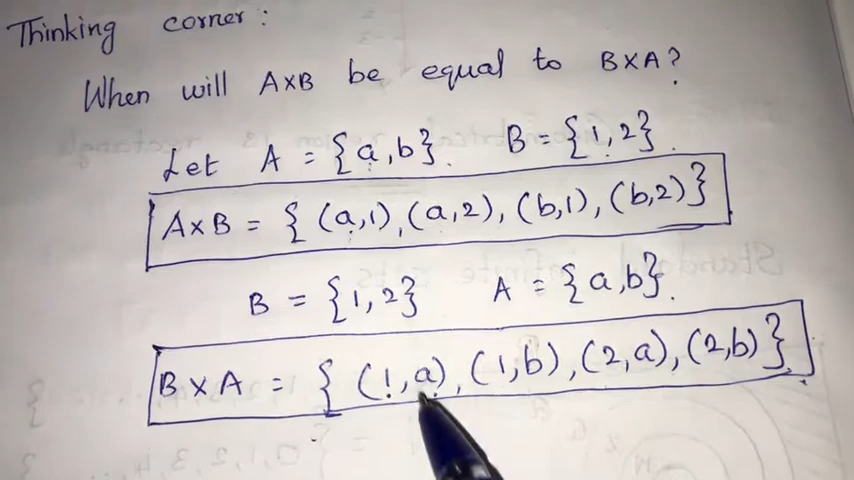 Thinking corner:
When will A×B be equal to B×A?
Let A = {a,b}. B = {1,2}.
A×B = {(a,1), (a,2), (b,1), (b,2)}
B = {1,2} A = {a,b}.
B×A = {(1,a), (1,b), (2,a), (2,b)}